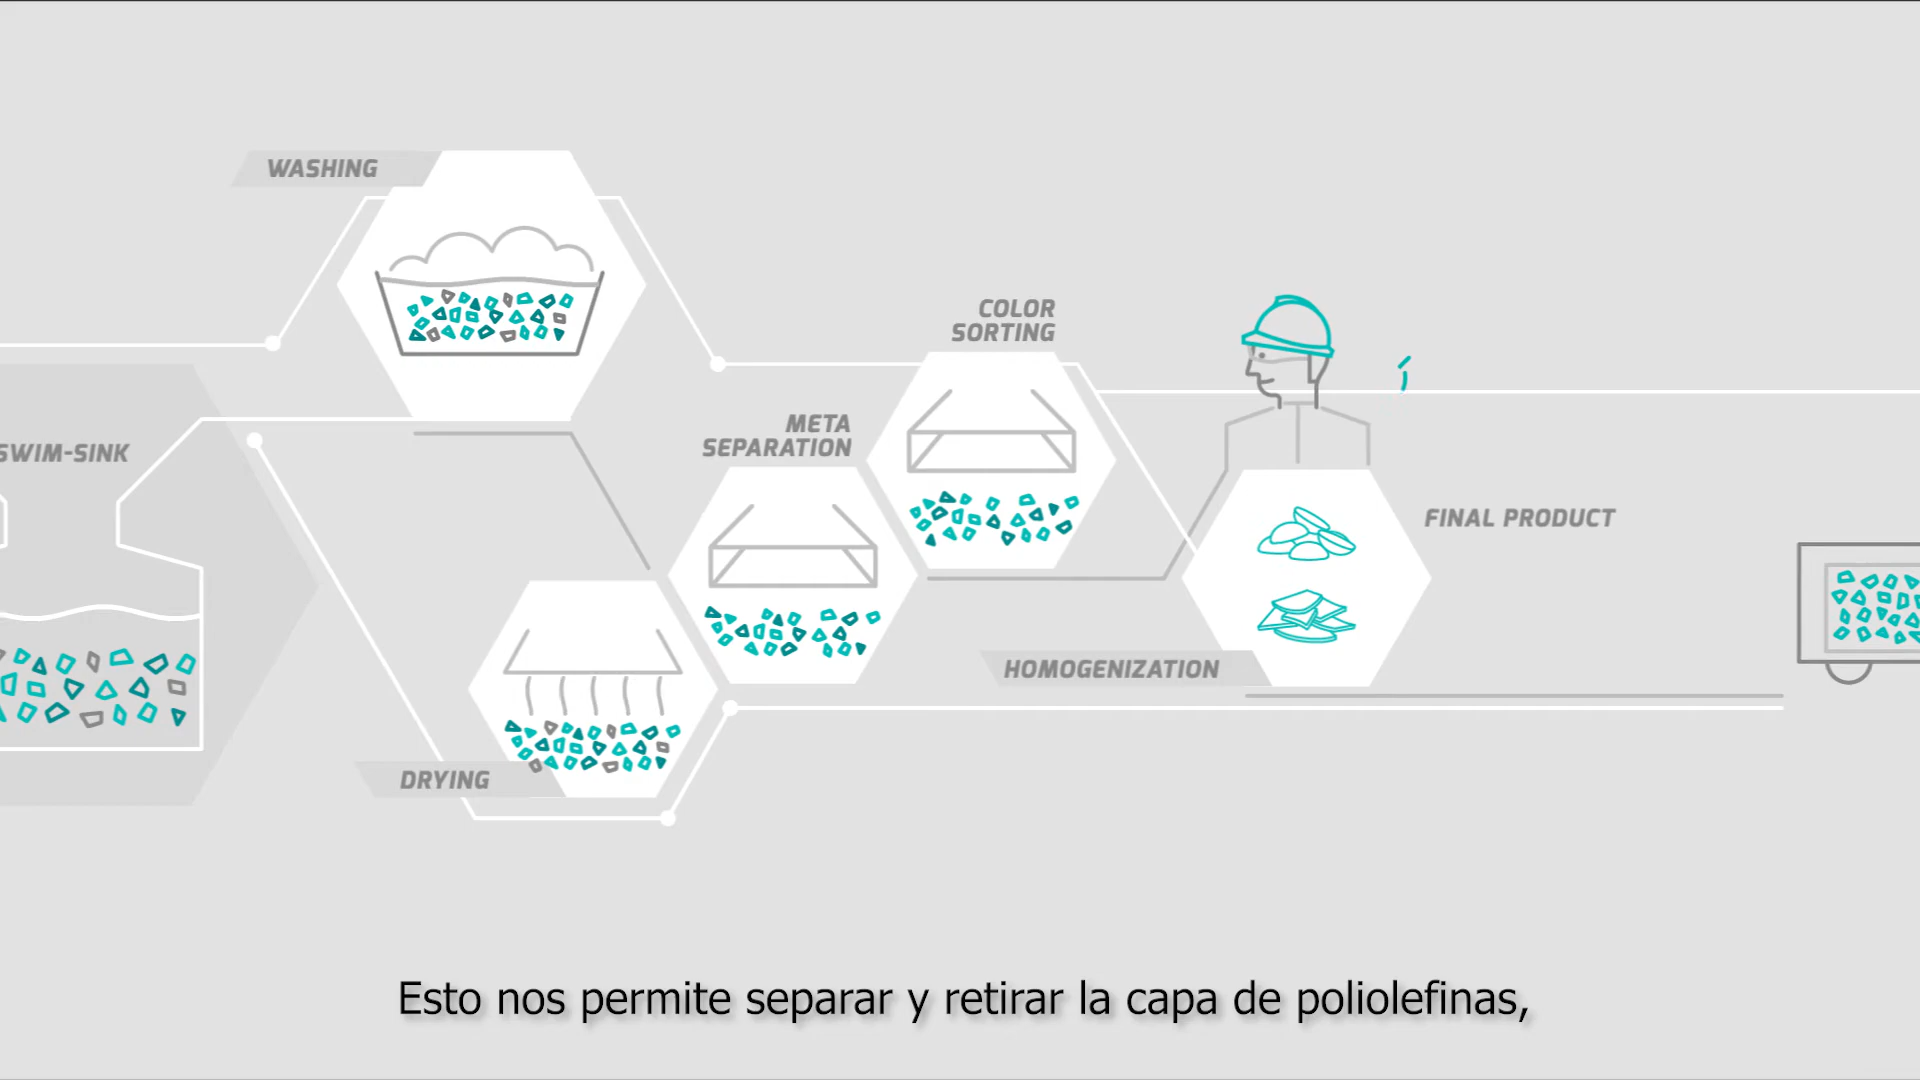 WASHING
SWIM-SINK
DRYING
META
SEPARATION
COLOR
SORTING
HOMOGENIZATION
FINAL PRODUCT
Esto nos permite separar y retirar la capa de poliolefinas,